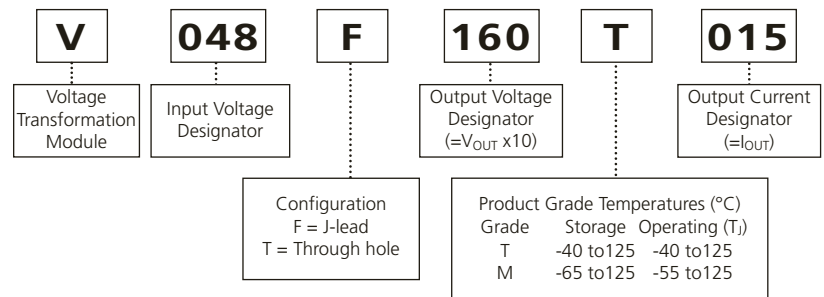 V 048 F 160 T 015
Voltage
Transformation
Module
Input Voltage
Designator
Output Voltage
Designator
(=VOUT x10)
Output Current
Designator
(=IOUT)
Configuration
F = J-lead
T = Through hole
Product Grade Temperatures (°C)
Grade Storage Operating (TJ)
T -40 to125 -40 to125
M -65 to125 -55 to125